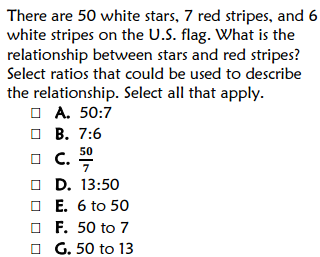 There are 50 white stars, 7 red stripes, and 6
white stripes on the U.S. flag. What is the
relationship between stars and red stripes?
Select ratios that could be used to describe
the relationship. Select all that apply.
☐ A. 50:7
☐ B. 7:6
☐ C. 50/7
☐ D. 13:50
☐ E. 6 to 50
☐ F. 50 to 7
☐ G. 50 to 13